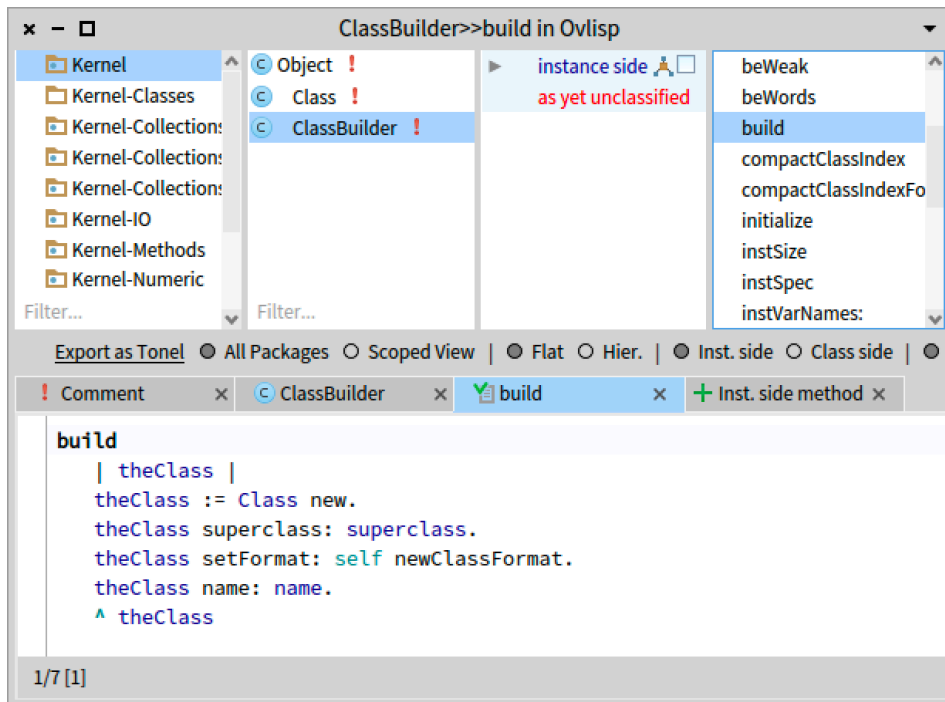 ClassBuilder>>build in Ovlisp
Kernel
Kernel-Classes
Kernel-Collections
Kernel-Collections
Kernel-Collections
Kernel-IO
Kernel-Methods
Kernel-Numeric
Filter...
Object !
Class !
ClassBuilder !
Filter...
instance side
as yet unclassified
beWeak
beWords
build
compactClassIndex
compactClassIndexFo
initialize
instSize
instSpec
instVarNames:
Export as Tonel All Packages Scoped View | Flat Hier. | Inst. side Class side |
! Comment × ClassBuilder × build × Inst. side method ×
build
| theClass |
theClass := Class new.
theClass superclass: superclass.
theClass setFormat: self newClassFormat.
theClass name: name.
^ theClass
1/7 [1]